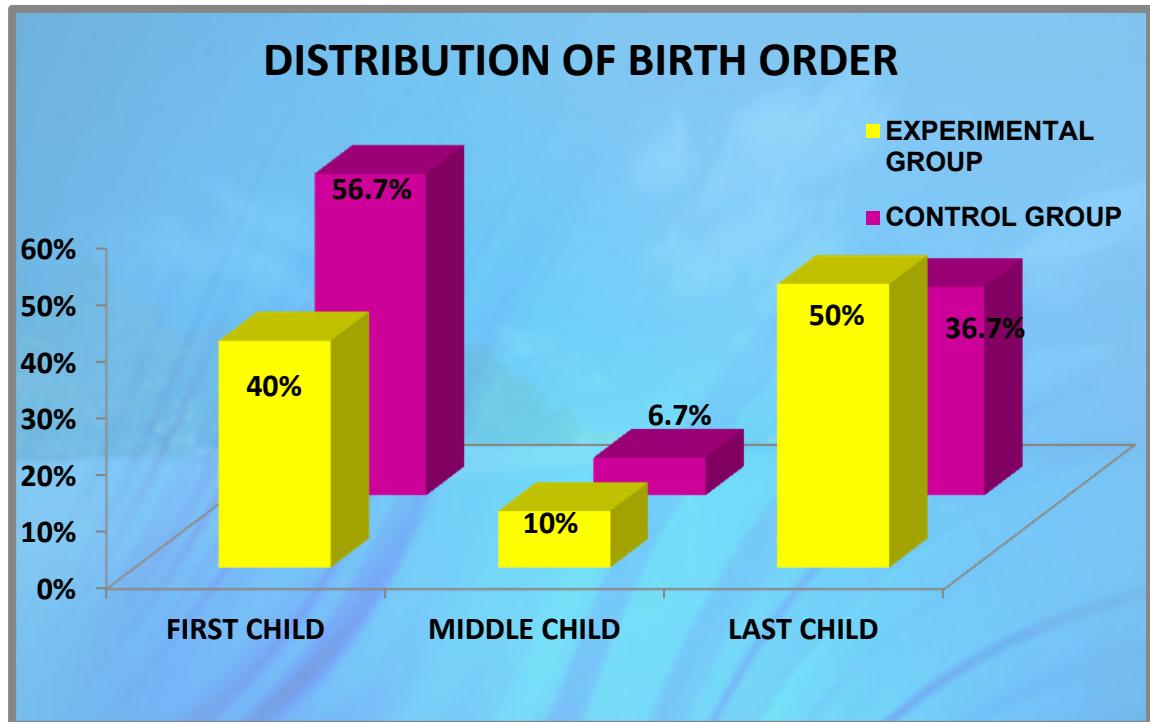 DISTRIBUTION OF BIRTH ORDER
EXPERIMENTAL
GROUP
CONTROL GROUP
60%
50%
40%
30%
20%
10%
0%
40%
56.7%
10%
6.7%
50%
36.7%
FIRST CHILD
MIDDLE CHILD
LAST CHILD